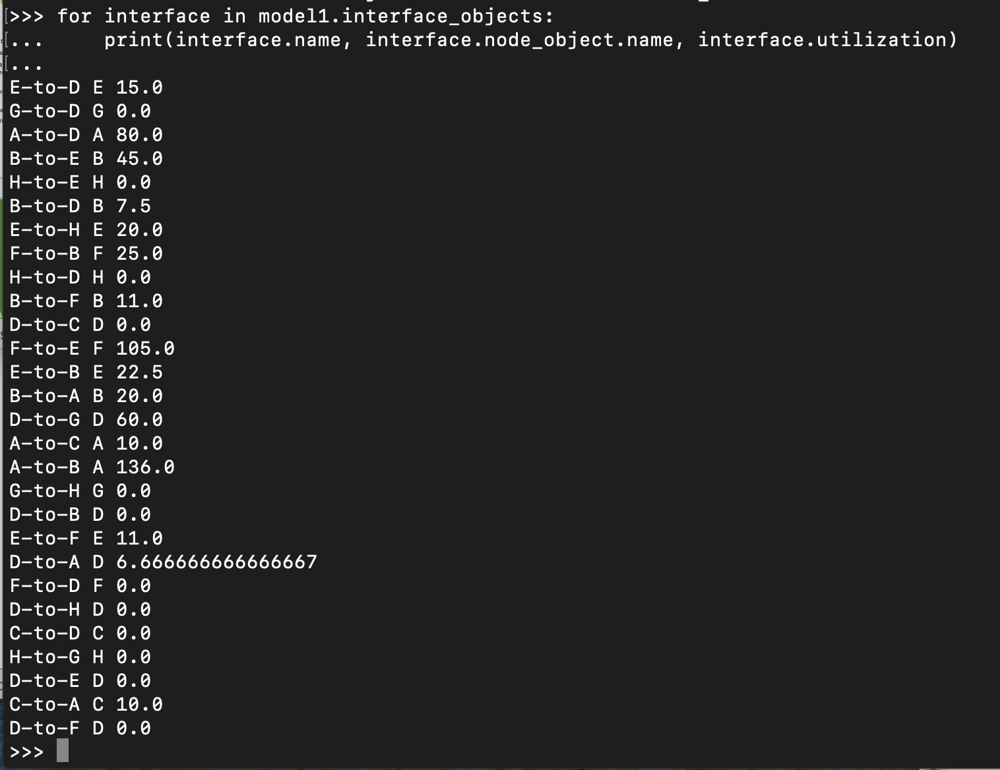 >>> for interface in model1.interface_objects:
...     print(interface.name, interface.node_object.name, interface.utilization)
...
E-to-D E 15.0
G-to-D G 0.0
A-to-D A 80.0
B-to-E B 45.0
H-to-E H 0.0
B-to-D B 7.5
E-to-H E 20.0
F-to-B F 25.0
H-to-D H 0.0
B-to-F B 11.0
D-to-C D 0.0
F-to-E F 105.0
E-to-B E 22.5
B-to-A B 20.0
D-to-G D 60.0
A-to-C A 10.0
A-to-B A 136.0
G-to-H G 0.0
D-to-B D 0.0
E-to-F E 11.0
D-to-A D 6.666666666666667
F-to-D F 0.0
D-to-H D 0.0
C-to-D C 0.0
H-to-G H 0.0
D-to-E D 0.0
C-to-A C 10.0
D-to-F D 0.0
>>>